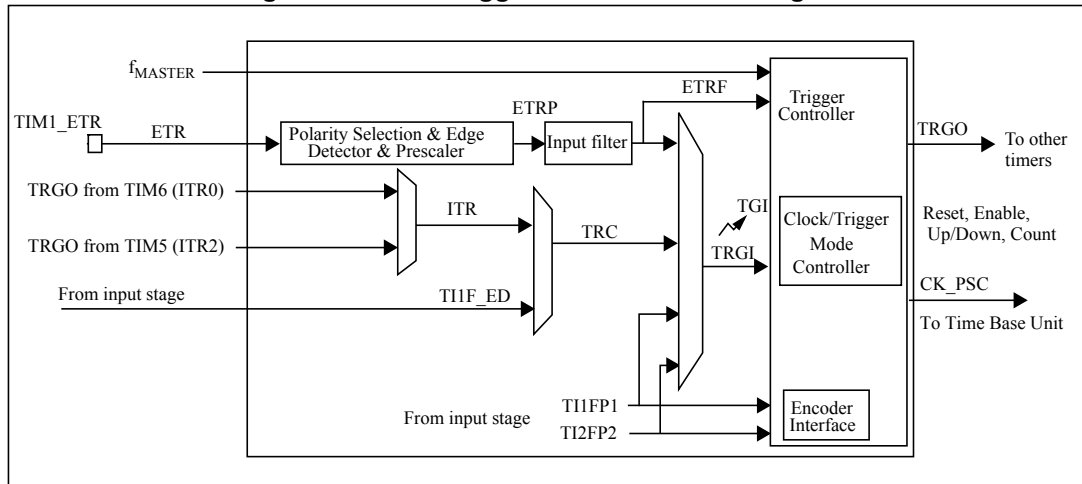 fMASTER
ETRF
Trigger
Controller
ETRP
TIM1_ETR
ETR
Polarity Selection & Edge
Detector & Prescaler
Input filter
TRGO
To other
timers
TRGO from TIM6 (ITR0)
ITR
TGI
Clock/Trigger
Mode
Controller
Reset, Enable,
Up/Down, Count
TRC
TRGO from TIM5 (ITR2)
TRGI
From input stage
TI1F_ED
CK_PSC
To Time Base Unit
From input stage
TI1FP1
TI2FP2
Encoder
Interface